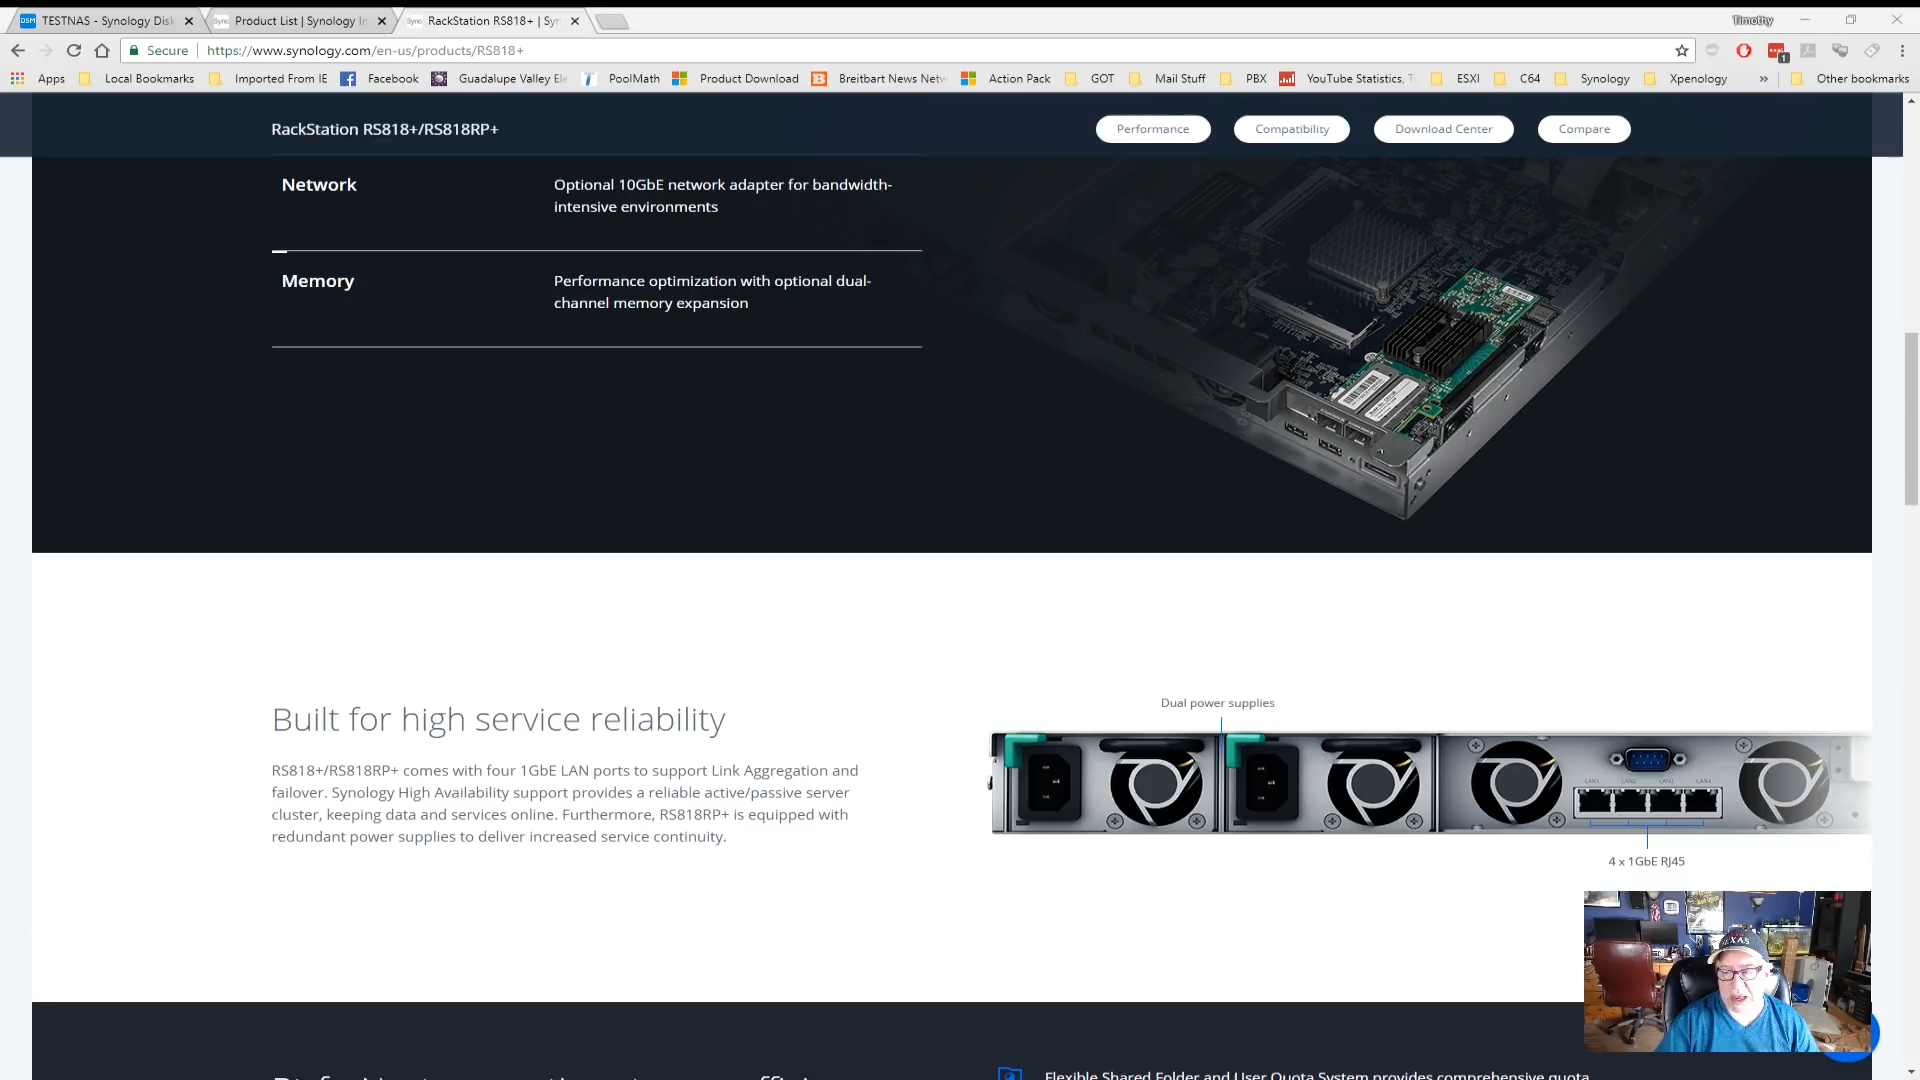 TESTNAS - Synology Dis
Product List | Synology In
RackStation RS818+ | Syn
Timothy
Secure
https://www.synology.com/en-us/products/RS818+
Apps
Local Bookmarks
Imported From IE
Facebook
Guadalupe Valley Ele
PoolMath
Product Download
Breitbart News Netw
Action Pack
GOT
Mail Stuff
PBX
YouTube Statistics, T
ESXI
C64
Synology
Xpenology
»
Other bookmarks
RackStation RS818+/RS818RP+
Performance
Compatibility
Download Center
Compare
Network
Optional 10GbE network adapter for bandwidth-
intensive environments
Memory
Performance optimization with optional dual-
channel memory expansion
Built for high service reliability
RS818+/RS818RP+ comes with four 1GbE LAN ports to support Link Aggregation and
failover. Synology High Availability support provides a reliable active/passive server
cluster, keeping data and services online. Furthermore, RS818RP+ is equipped with
redundant power supplies to deliver increased service continuity.
Dual power supplies
LAN1 LAN2 LAN3 LAN4
4 x 1GbE RJ45
TEXAS
Flexible Shared Folder and User Quota System provides comprehensive quota